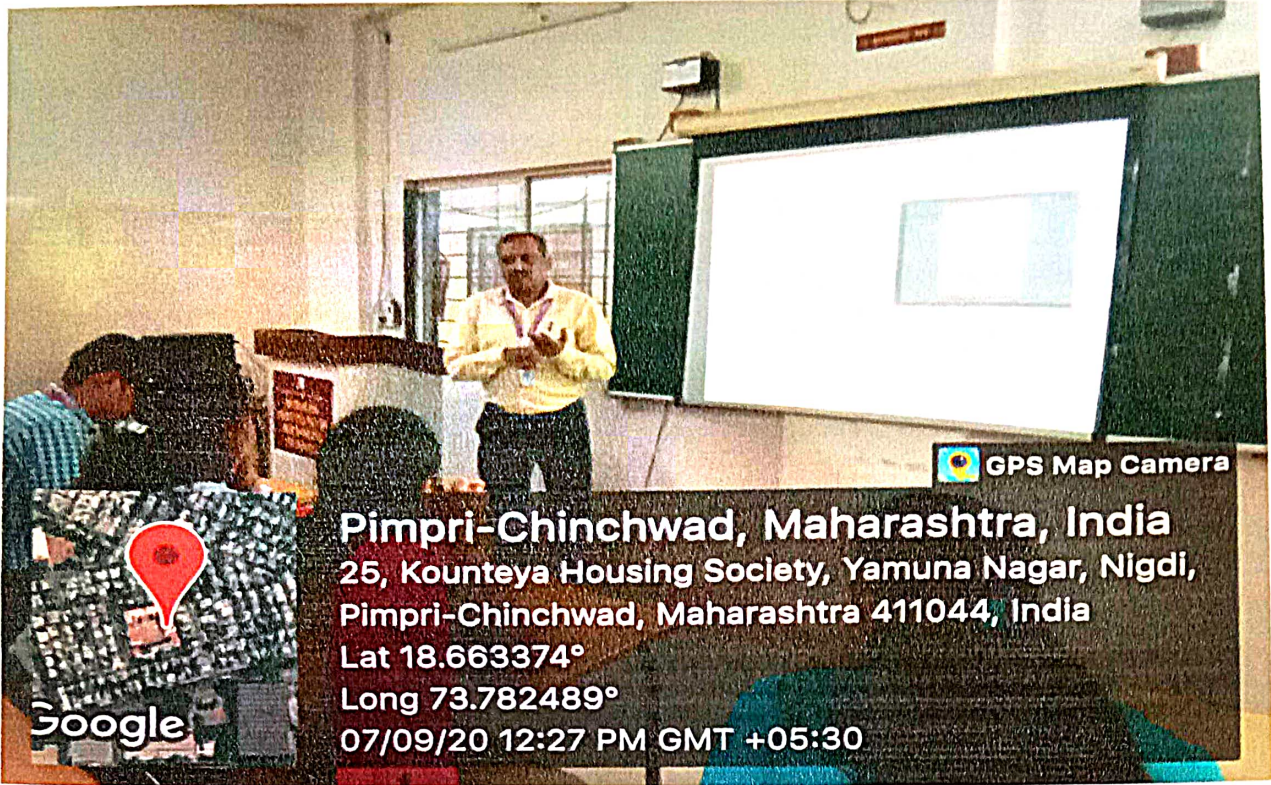 GPS Map Camera
Pimpri-Chinchwad, Maharashtra, India
25, Kounteya Housing Society, Yamuna Nagar, Nigdi,
Pimpri-Chinchwad, Maharashtra 411044, India
Lat 18.663374°
Long 73.782489°
07/09/20 12:27 PM GMT +05:30
Google